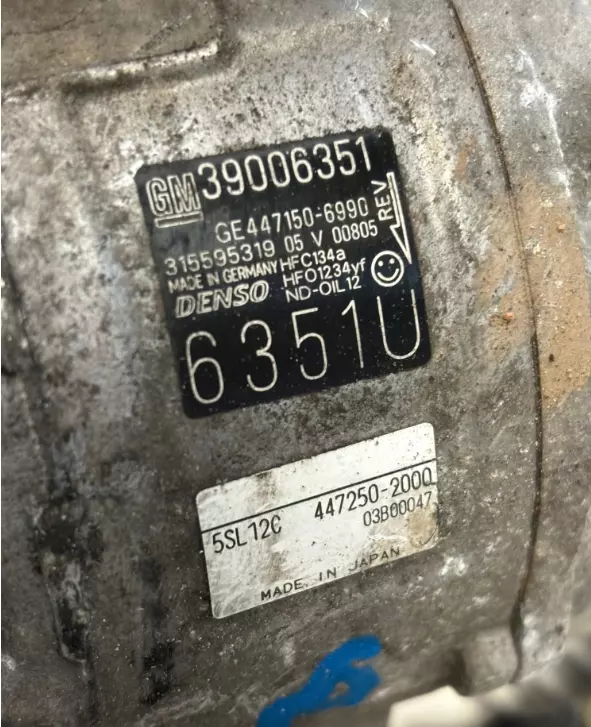 GM 39006351
GE447150-6990
315595319 05 V 00805
MADE IN GERMANY HFC134a
HFO1234yf
DENSO ND-OIL12
REV
6351U
5SL12C 447250-2000
03B00047
MADE IN JAPAN